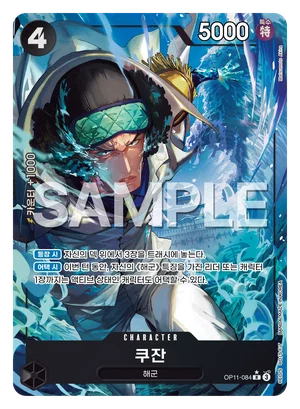 4
5000
특수
特
카운터 +1000
SAMPLE
등장 시 자신의 덱 위에서 3장을 트래시에 놓는다.
어택 시 이번 턴 동안, 자신의 《해군》 특징을 가진 리더 또는 캐릭터
1장까지는 액티브 상태인 캐릭터도 어택할 수 있다.
CHARACTER
쿠잔
해군
OP11-084 R 3